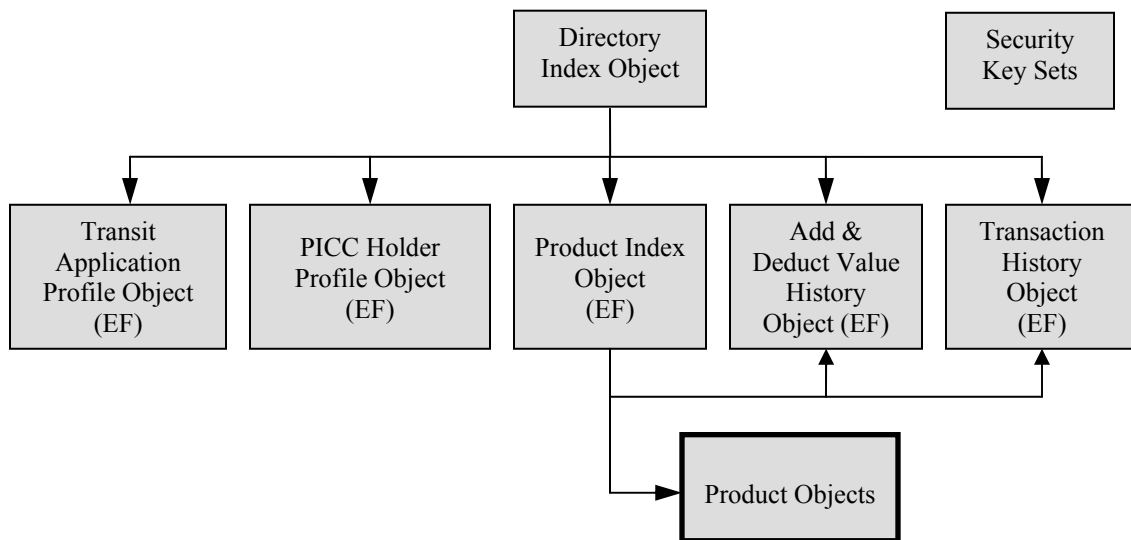 Directory
Index Object
Security
Key Sets
Transit
Application
Profile Object
(EF)
PICC Holder
Profile Object
(EF)
Product Index
Object
(EF)
Add &
Deduct Value
History
Object (EF)
Transaction
History
Object
(EF)
Product Objects